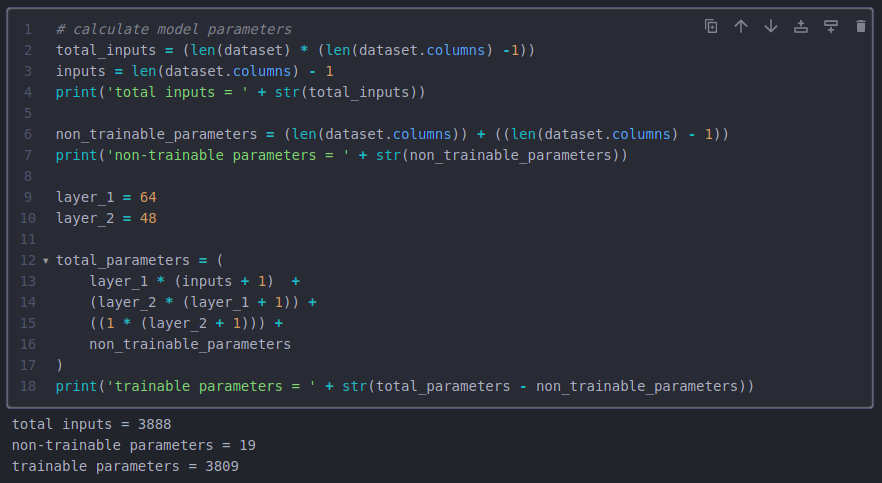 1 # calculate model parameters
2 total_inputs = (len(dataset) * (len(dataset.columns) -1))
3 inputs = len(dataset.columns) - 1
4 print('total inputs = ' + str(total_inputs))
5
6 non_trainable_parameters = (len(dataset.columns)) + ((len(dataset.columns) - 1))
7 print('non-trainable parameters = ' + str(non_trainable_parameters))
8
9 layer_1 = 64
10 layer_2 = 48
11
12 total_parameters = (
13     layer_1 * (inputs + 1)  +
14     (layer_2 * (layer_1 + 1)) +
15     ((1 * (layer_2 + 1))) +
16     non_trainable_parameters
17 )
18 print('trainable parameters = ' + str(total_parameters - non_trainable_parameters))
total inputs = 3888
non-trainable parameters = 19
trainable parameters = 3809